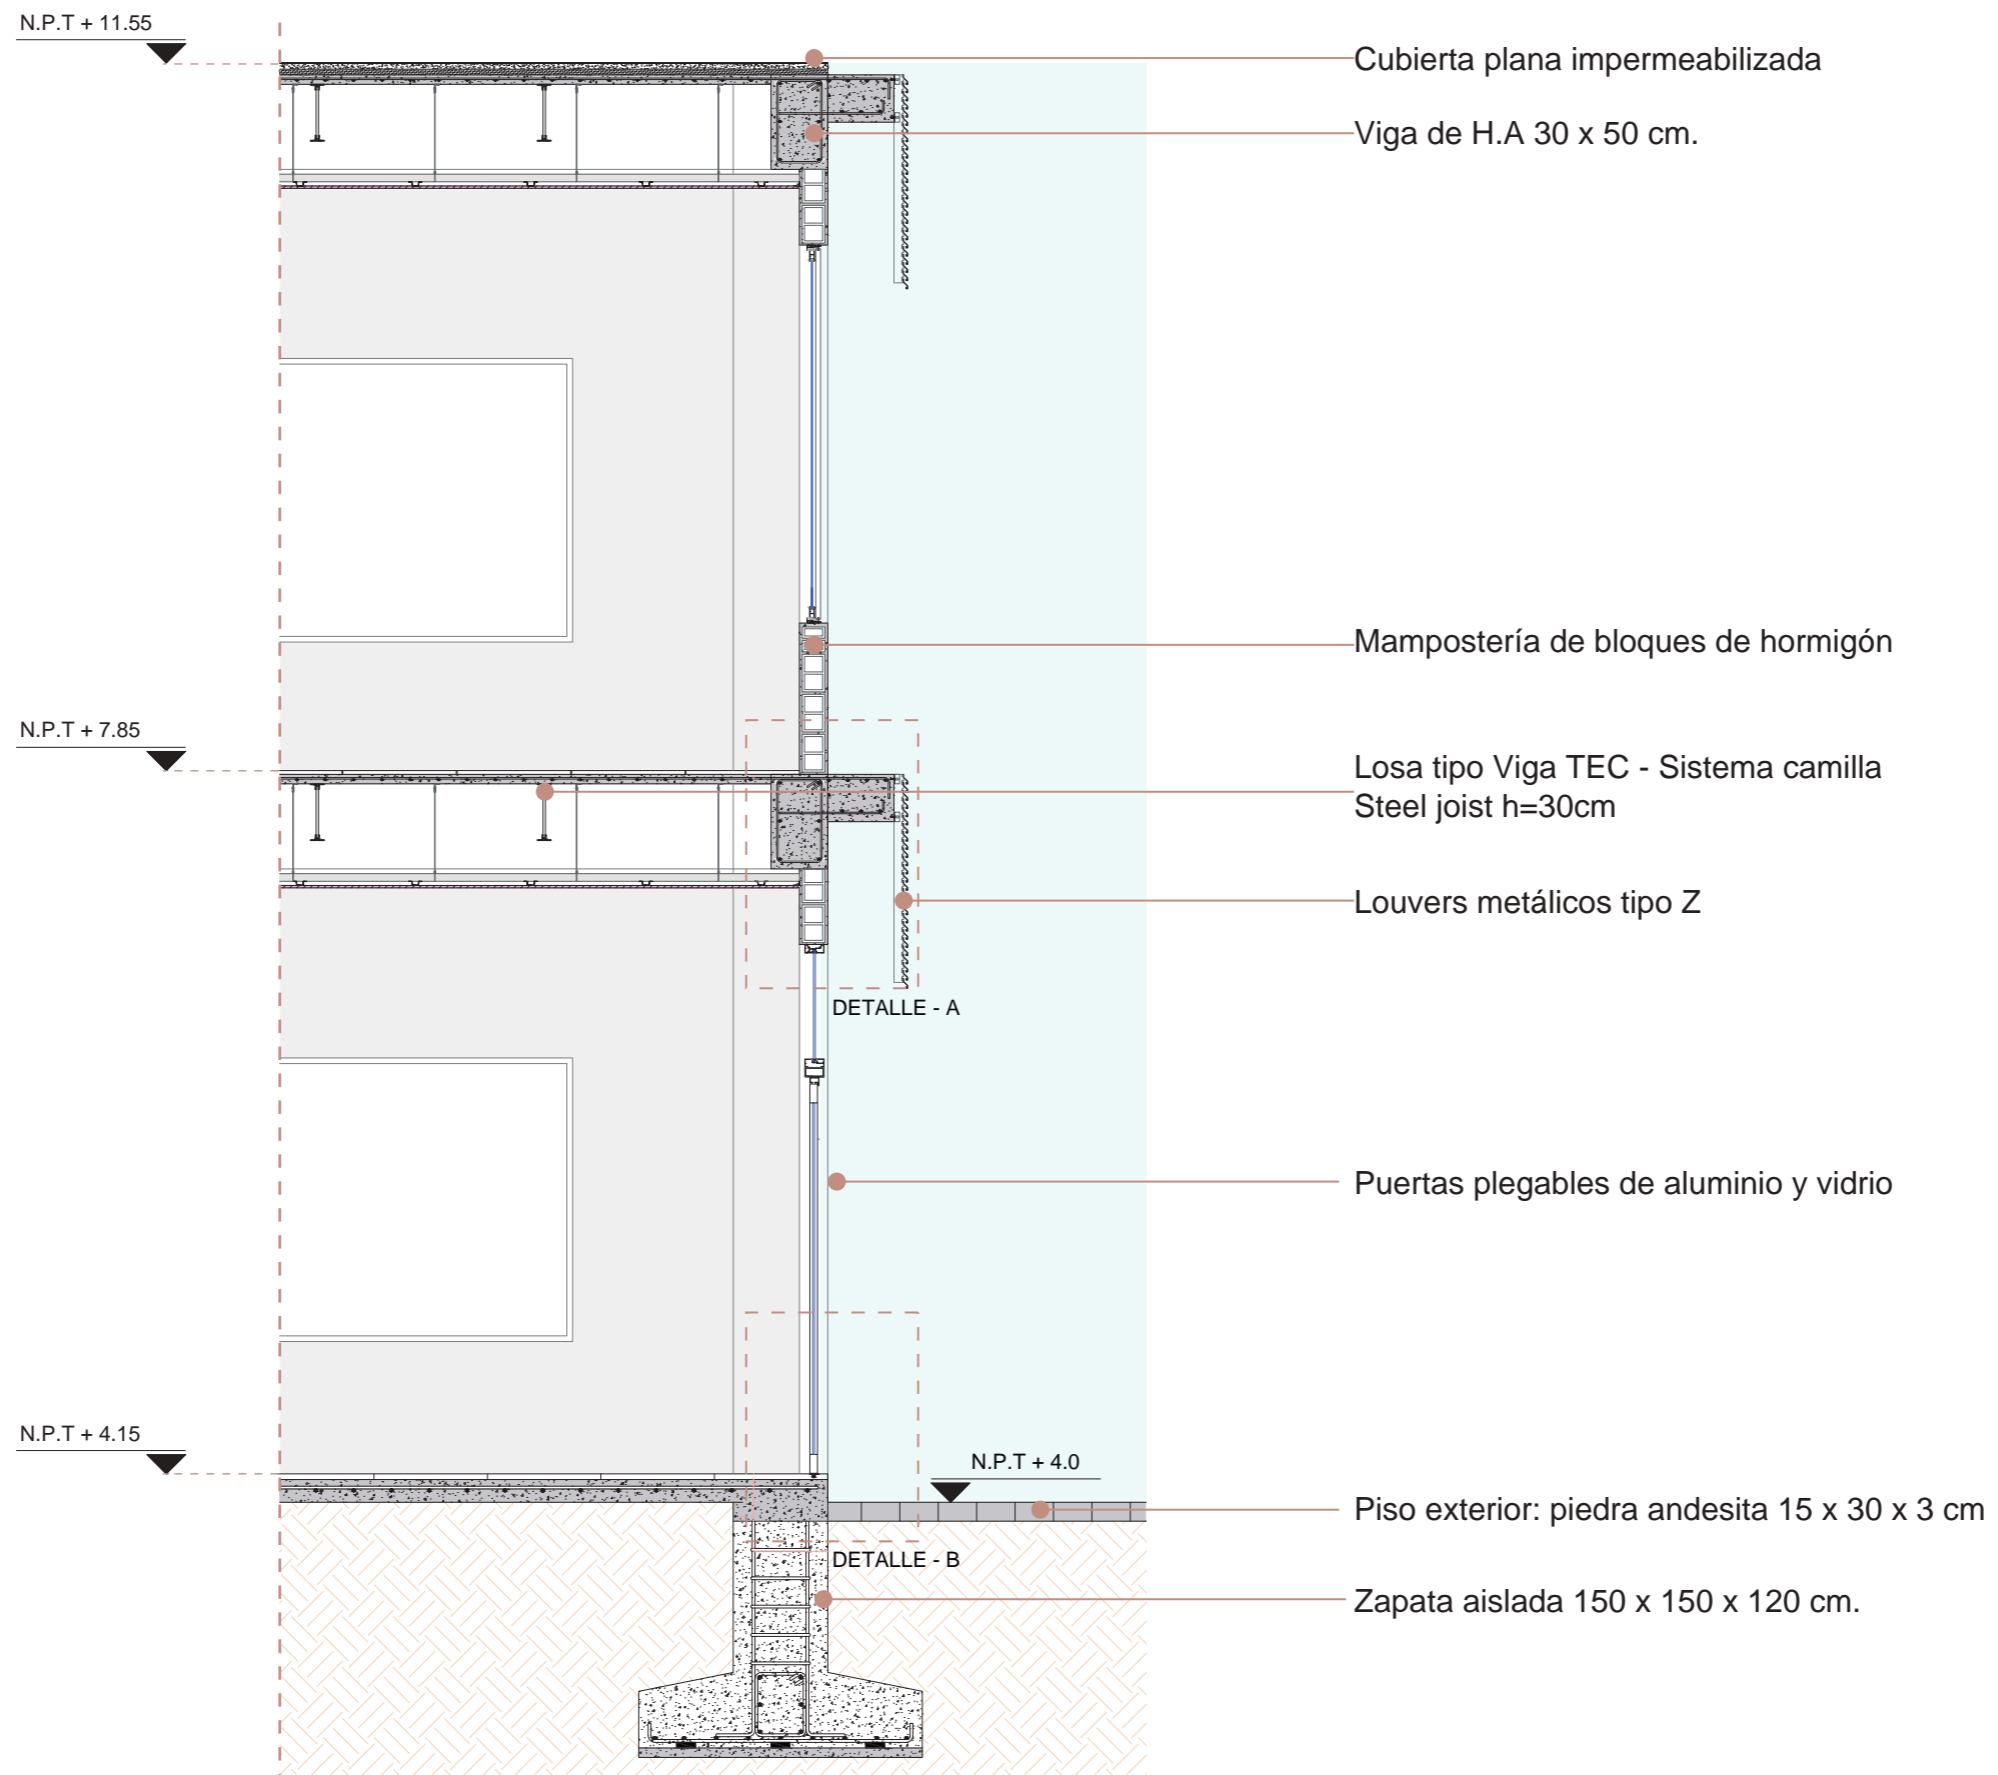 N.P.T + 11.55
Cubierta plana impermeabilizada
Viga de H.A 30 x 50 cm.
Mampostería de bloques de hormigón
N.P.T + 7.85
Losa tipo Viga TEC - Sistema camilla
Steel joist h=30cm
Louvers metálicos tipo Z
DETALLE - A
Puertas plegables de aluminio y vidrio
N.P.T + 4.15
N.P.T + 4.0
Piso exterior: piedra andesita 15 x 30 x 3 cm
DETALLE - B
Zapata aislada 150 x 150 x 120 cm.